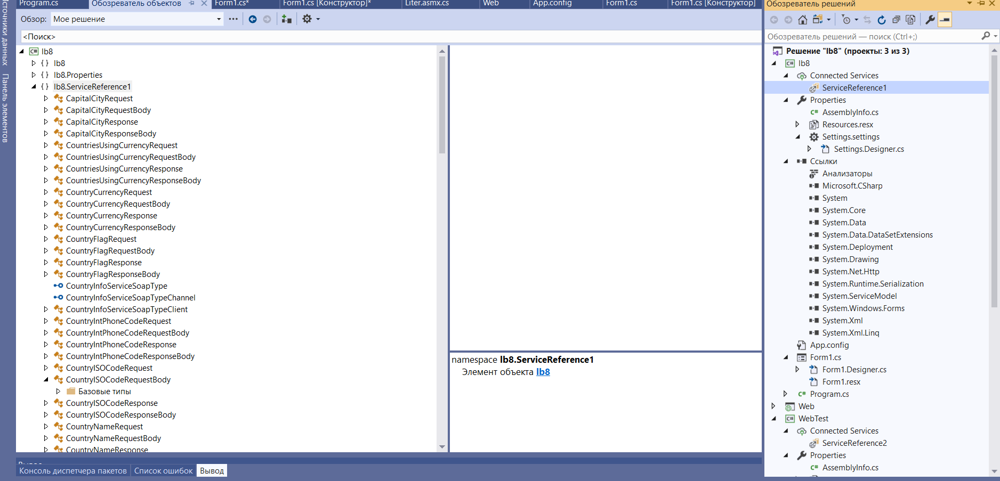 Источники данных
Панель элементов
Program.cs
Обозреватель объектов
Form1.cs*
Form1.cs [Конструктор]*
Liter.asmx.cs
Web
App.config
Form1.cs
Form1.cs [Конструктор]
Обзор: Мое решение
<Поиск>
lb8
lb8
lb8.Properties
lb8.ServiceReference1
CapitalCityRequest
CapitalCityRequestBody
CapitalCityResponse
CapitalCityResponseBody
CountriesUsingCurrencyRequest
CountriesUsingCurrencyRequestBody
CountriesUsingCurrencyResponse
CountriesUsingCurrencyResponseBody
CountryCurrencyRequest
CountryCurrencyRequestBody
CountryCurrencyResponse
CountryCurrencyResponseBody
CountryFlagRequest
CountryFlagRequestBody
CountryFlagResponse
CountryFlagResponseBody
CountryInfoServiceSoapType
CountryInfoServiceSoapTypeChannel
CountryInfoServiceSoapTypeClient
CountryIntPhoneCodeRequest
CountryIntPhoneCodeRequestBody
CountryIntPhoneCodeResponse
CountryIntPhoneCodeResponseBody
CountryISOCodeRequest
CountryISOCodeRequestBody
Базовые типы
CountryISOCodeResponse
CountryISOCodeResponseBody
CountryNameRequest
CountryNameRequestBody
CountryNameResponse
namespace lb8.ServiceReference1
Элемент объекта lb8
Вывод
Консоль диспетчера пакетов
Список ошибок
Вывод
Обозреватель решений
Обозреватель решений — поиск (Ctrl+;)
Решение "lb8" (проекты: 3 из 3)
lb8
Connected Services
ServiceReference1
Properties
C# AssemblyInfo.cs
Resources.resx
Settings.settings
Settings.Designer.cs
Ссылки
Анализаторы
Microsoft.CSharp
System
System.Core
System.Data
System.Data.DataSetExtensions
System.Deployment
System.Drawing
System.Net.Http
System.Runtime.Serialization
System.ServiceModel
System.Windows.Forms
System.Xml
System.Xml.Linq
App.config
Form1.cs
Form1.Designer.cs
Form1.resx
C# Program.cs
Web
WebTest
Connected Services
ServiceReference2
Properties
C# AssemblyInfo.cs